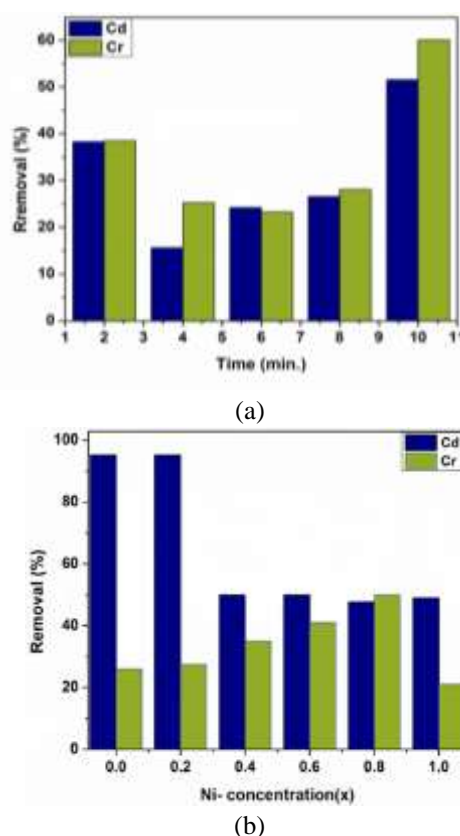 Cd
Cr
60
50
40
30
20
10
0
1 2 3 4 5 6 7 8 9 10 11
Rremoval (%)
Time (min.)
(a)
Cd
Cr
100
80
60
40
20
0
0.0 0.2 0.4 0.6 0.8 1.0
Removal (%)
Ni- concentration(x)
(b)